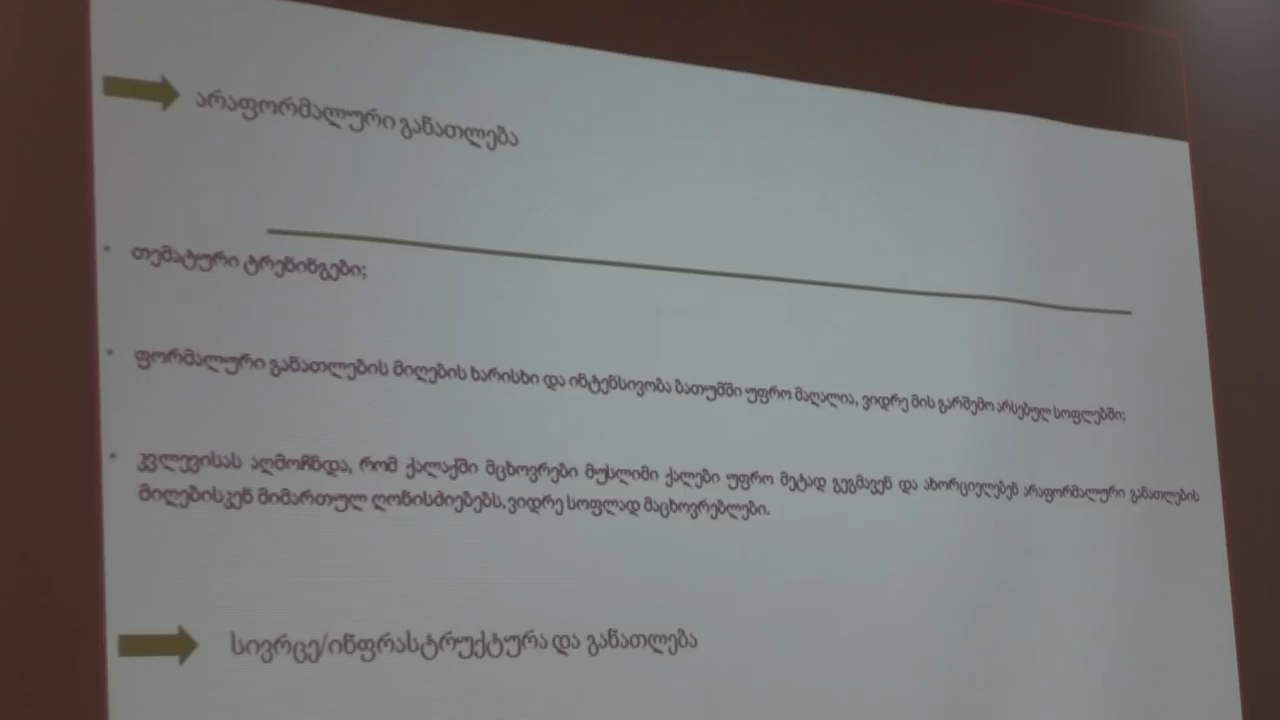 არაფორმალური განათლება
თემატური ტრენინგები;
ფორმალური განათლების მიღების ხარისხი და ინტენსივობა ბათუმში უფრო მაღალია, ვიდრე მის გარშემო არსებულ სოფლებში;
კვლევისას აღმოჩნდა, რომ ქალაქში მცხოვრები მუსლიმი ქალები უფრო მეტად გეგმავენ და ახორციელებენ არაფორმალური განათლების
მიღებისკენ მიმართულ ღონისძიებებს, ვიდრე სოფლად მაცხოვრებლები.
სივრცე/ინფრასტრუქტურა და განათლება